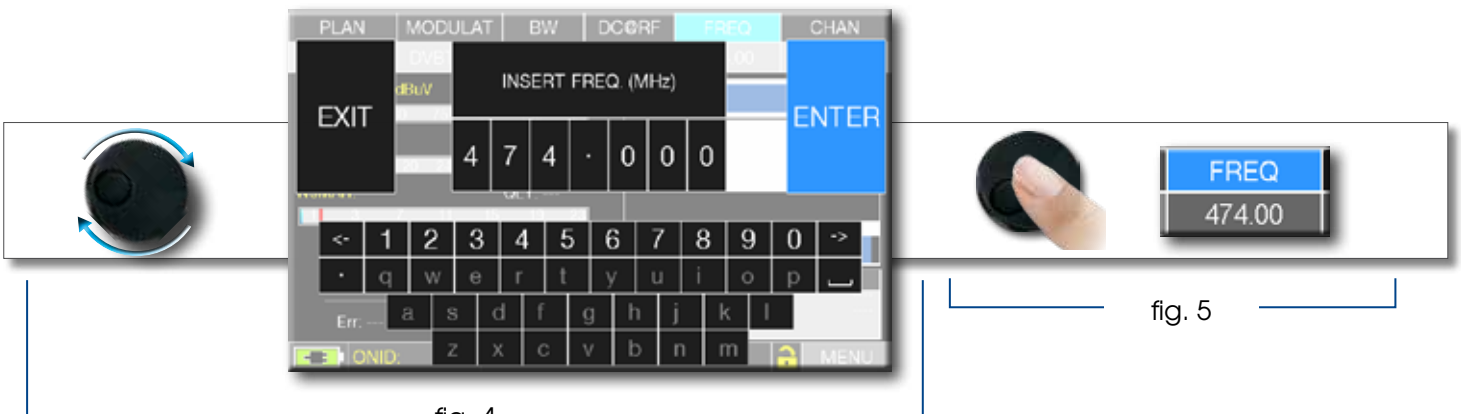 PLAN MODULAT BW DC@RF FREQ CHAN
INSERT FREQ. (MHz)
EXIT
ENTER
4 7 4 . 0 0 0
dBuV
<- 1 2 3 4 5 6 7 8 9 0 ->
. q w e r t y u i o p
a s d f g h j k l
Err: ---
z x c v b n m
ONID:
MENU
FREQ
474.00
fig. 5
fig. 4